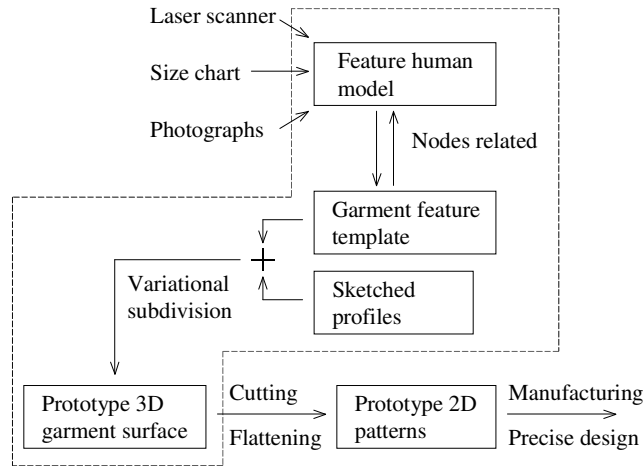 Laser scanner
Size chart
Photographs
Feature human
model
Nodes related
Garment feature
template
Variational
subdivision
Sketched
profiles
Prototype 3D
garment surface
Cutting
Flattening
Prototype 2D
patterns
Manufacturing
Precise design